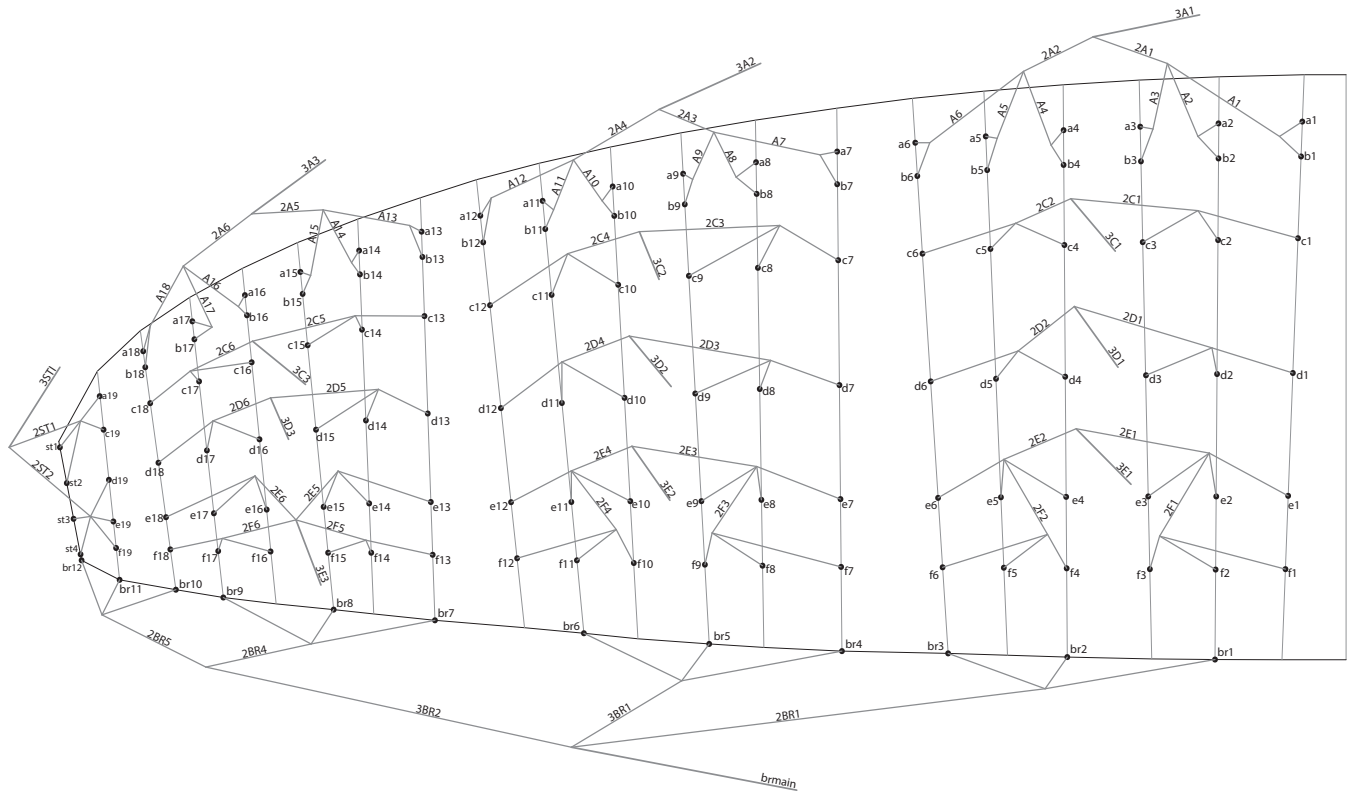 3A1
2A2 2A1
3A2
2A4 2A3
A6 A5 A4 A3 A2 A1
a6 a5 a4 a3 a2 a1
b6 b5 b4 b3 b2 b1
A9 A8 A7
a9 a8 a7
b9 b8 b7
3A3
2A6 2A5
A12 A11 A10
a12 a11 a10
b12 b11 b10
A15 A14 A13
a15 a14 a13
b15 b14 b13
A18 A17 A16
a18 a17 a16
b18 b17 b16
2C2 2C1
3C1
c6 c5 c4 c3 c2 c1
2C4 2C3
3C2
c12 c11 c10 c9 c8 c7
2C6 2C5
3C3
c18 c17 c16 c15 c14 c13
2D2 2D1
3D1
d6 d5 d4 d3 d2 d1
2D4 2D3
3D2
d12 d11 d10 d9 d8 d7
2D6 2D5
3D3
d18 d17 d16 d15 d14 d13
3STI
2ST1
2ST2
a19
c19
st1
st2
d19
st3 e19
st4 f19
2E2 2E1
3E1
e6 e5 e4 e3 e2 e1
2F2 2F1
f6 f5 f4 f3 f2 f1
2E4 2E3
3E2
e12 e11 e10 e9 e8 e7
2F4 2F3
f12 f11 f10 f9 f8 f7
2E6 2E5
e18 e17 e16 e15 e14 e13
2F6 2F5
f18 f17 f16 f15 f14 f13
3E3
br12 br11 br10 br9 br8 br7 br6 br5 br4 br3 br2 br1
2BR5 2BR4
3BR2 3BR1 2BR1
brmain